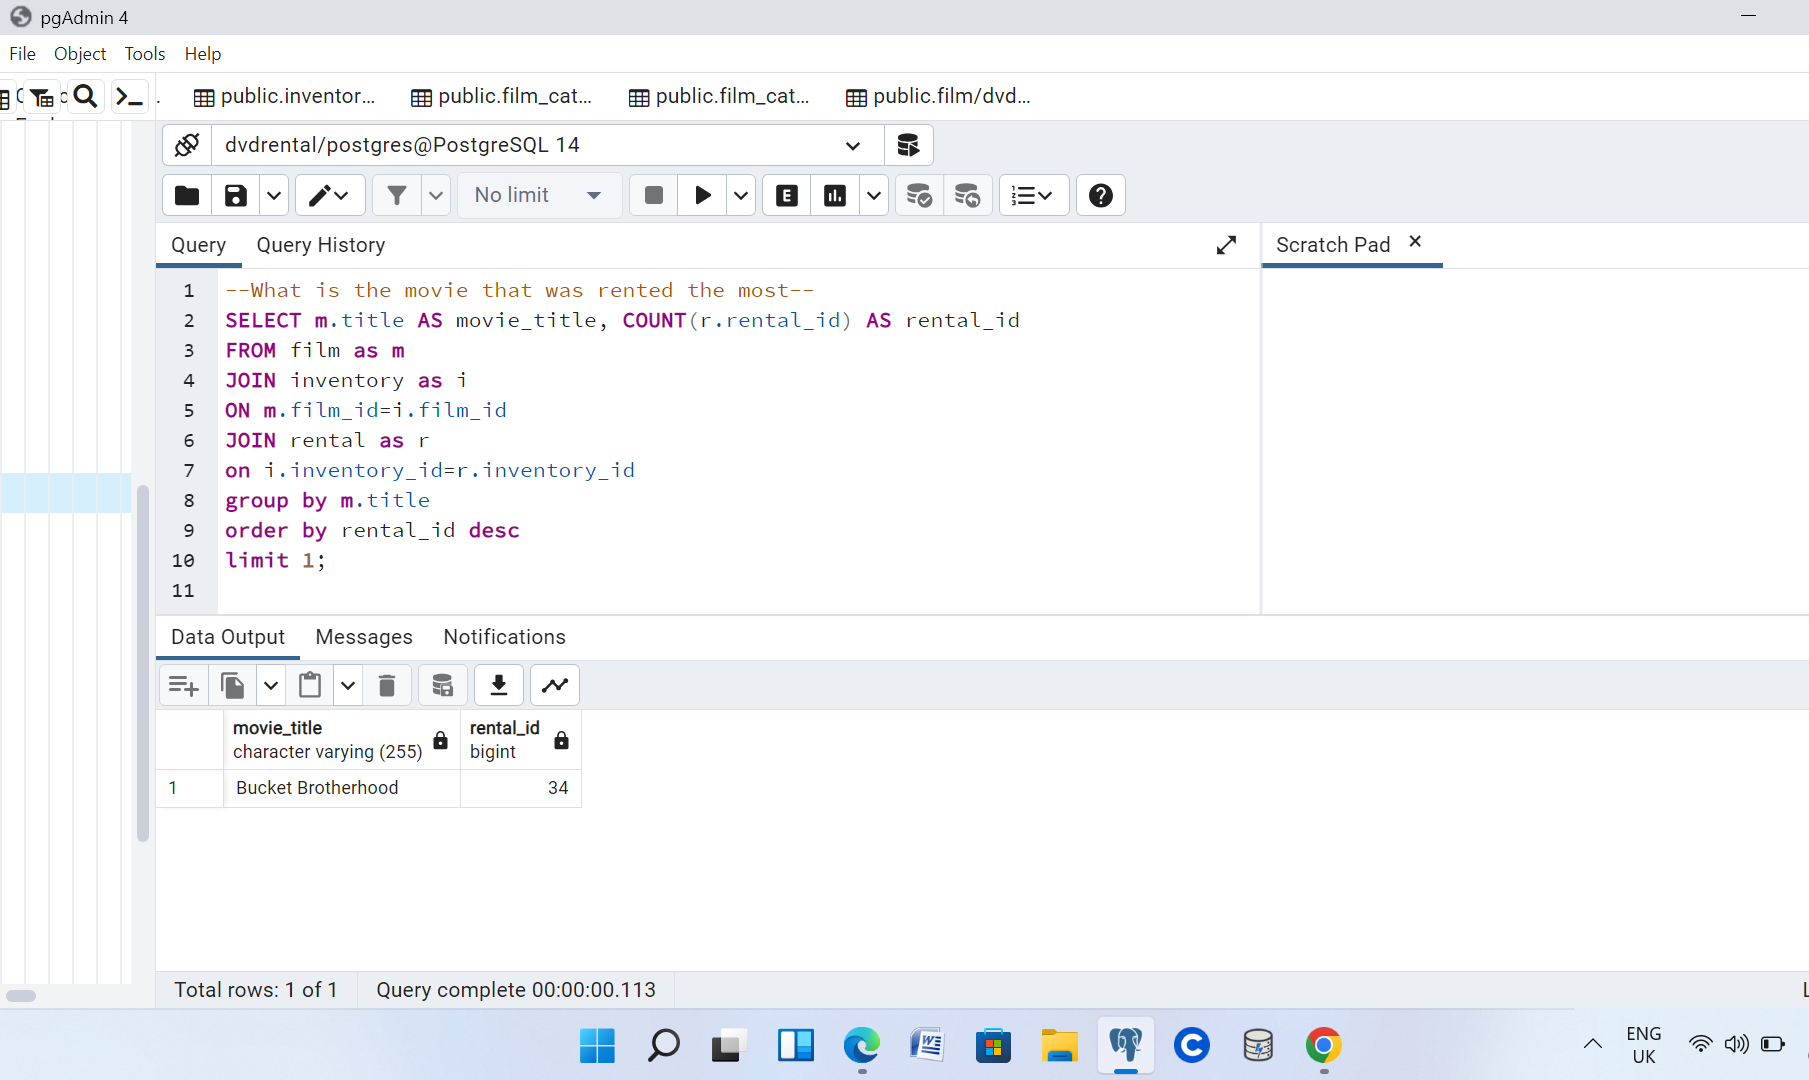 pgAdmin 4
File Object Tools Help
public.inventor... public.film_cat... public.film_cat... public.film/dvd...
dvdrental/postgres@PostgreSQL 14
No limit
E
Query Query History Scratch Pad
1 --What is the movie that was rented the most--
2 SELECT m.title AS movie_title, COUNT(r.rental_id) AS rental_id
3 FROM film as m
4 JOIN inventory as i
5 ON m.film_id=i.film_id
6 JOIN rental as r
7 on i.inventory_id=r.inventory_id
8 group by m.title
9 order by rental_id desc
10 limit 1;
11
Data Output Messages Notifications
movie_title rental_id
character varying (255) bigint
1 Bucket Brotherhood 34
Total rows: 1 of 1 Query complete 00:00:00.113
ENG
UK